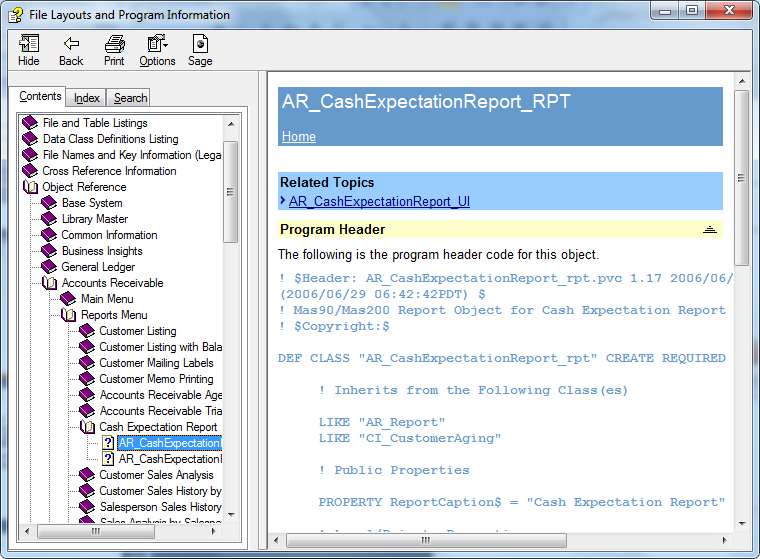 File Layouts and Program Information
Hide
Back
Print
Options
Sage
Contents
Index
Search
File and Table Listings
Data Class Definitions Listing
File Names and Key Information (Lega
Cross Reference Information
Object Reference
Base System
Library Master
Common Information
Business Insights
General Ledger
Accounts Receivable
Main Menu
Reports Menu
Customer Listing
Customer Listing with Bala
Customer Mailing Labels
Customer Memo Printing
Accounts Receivable Age
Accounts Receivable Tria
Cash Expectation Report
AR_CashExpectation
AR_CashExpectation
Customer Sales Analysis
Customer Sales History by
Salesperson Sales History
Sales Analysis by Salespe
AR_CashExpectationReport_RPT
Home
Related Topics
AR_CashExpectationReport_UI
Program Header
The following is the program header code for this object.
! $Header: AR_CashExpectationReport_rpt.pvc 1.17 2006/06/
(2006/06/29 06:42:42PDT) $
! Mas90/Mas200 Report Object for Cash Expectation Report
! $Copyright:$
DEF CLASS "AR_CashExpectationReport_rpt" CREATE REQUIRED
! Inherits from the Following Class(es)
LIKE "AR_Report"
LIKE "CI_CustomerAging"
! Public Properties
PROPERTY ReportCaption$ = "Cash Expectation Report"